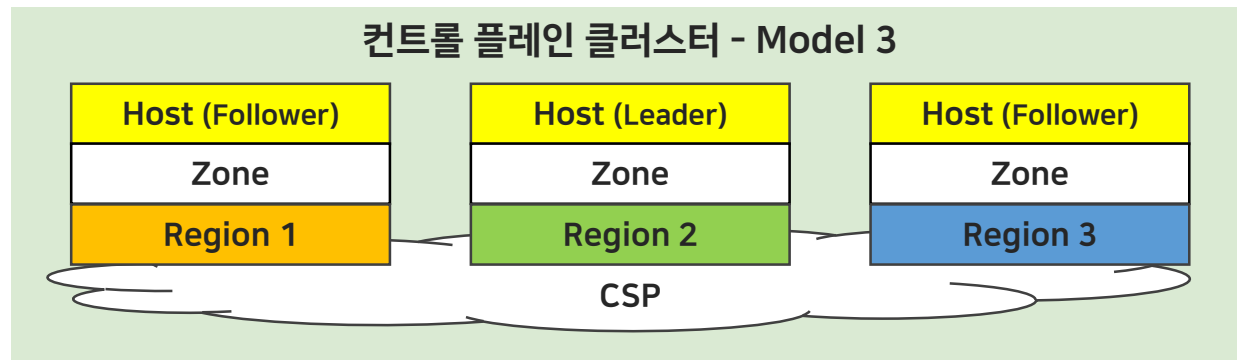 컨트롤 플레인 클러스터 - Model 3
Host (Follower)
Zone
Region 1
Host (Leader)
Zone
Region 2
Host (Follower)
Zone
Region 3
CSP